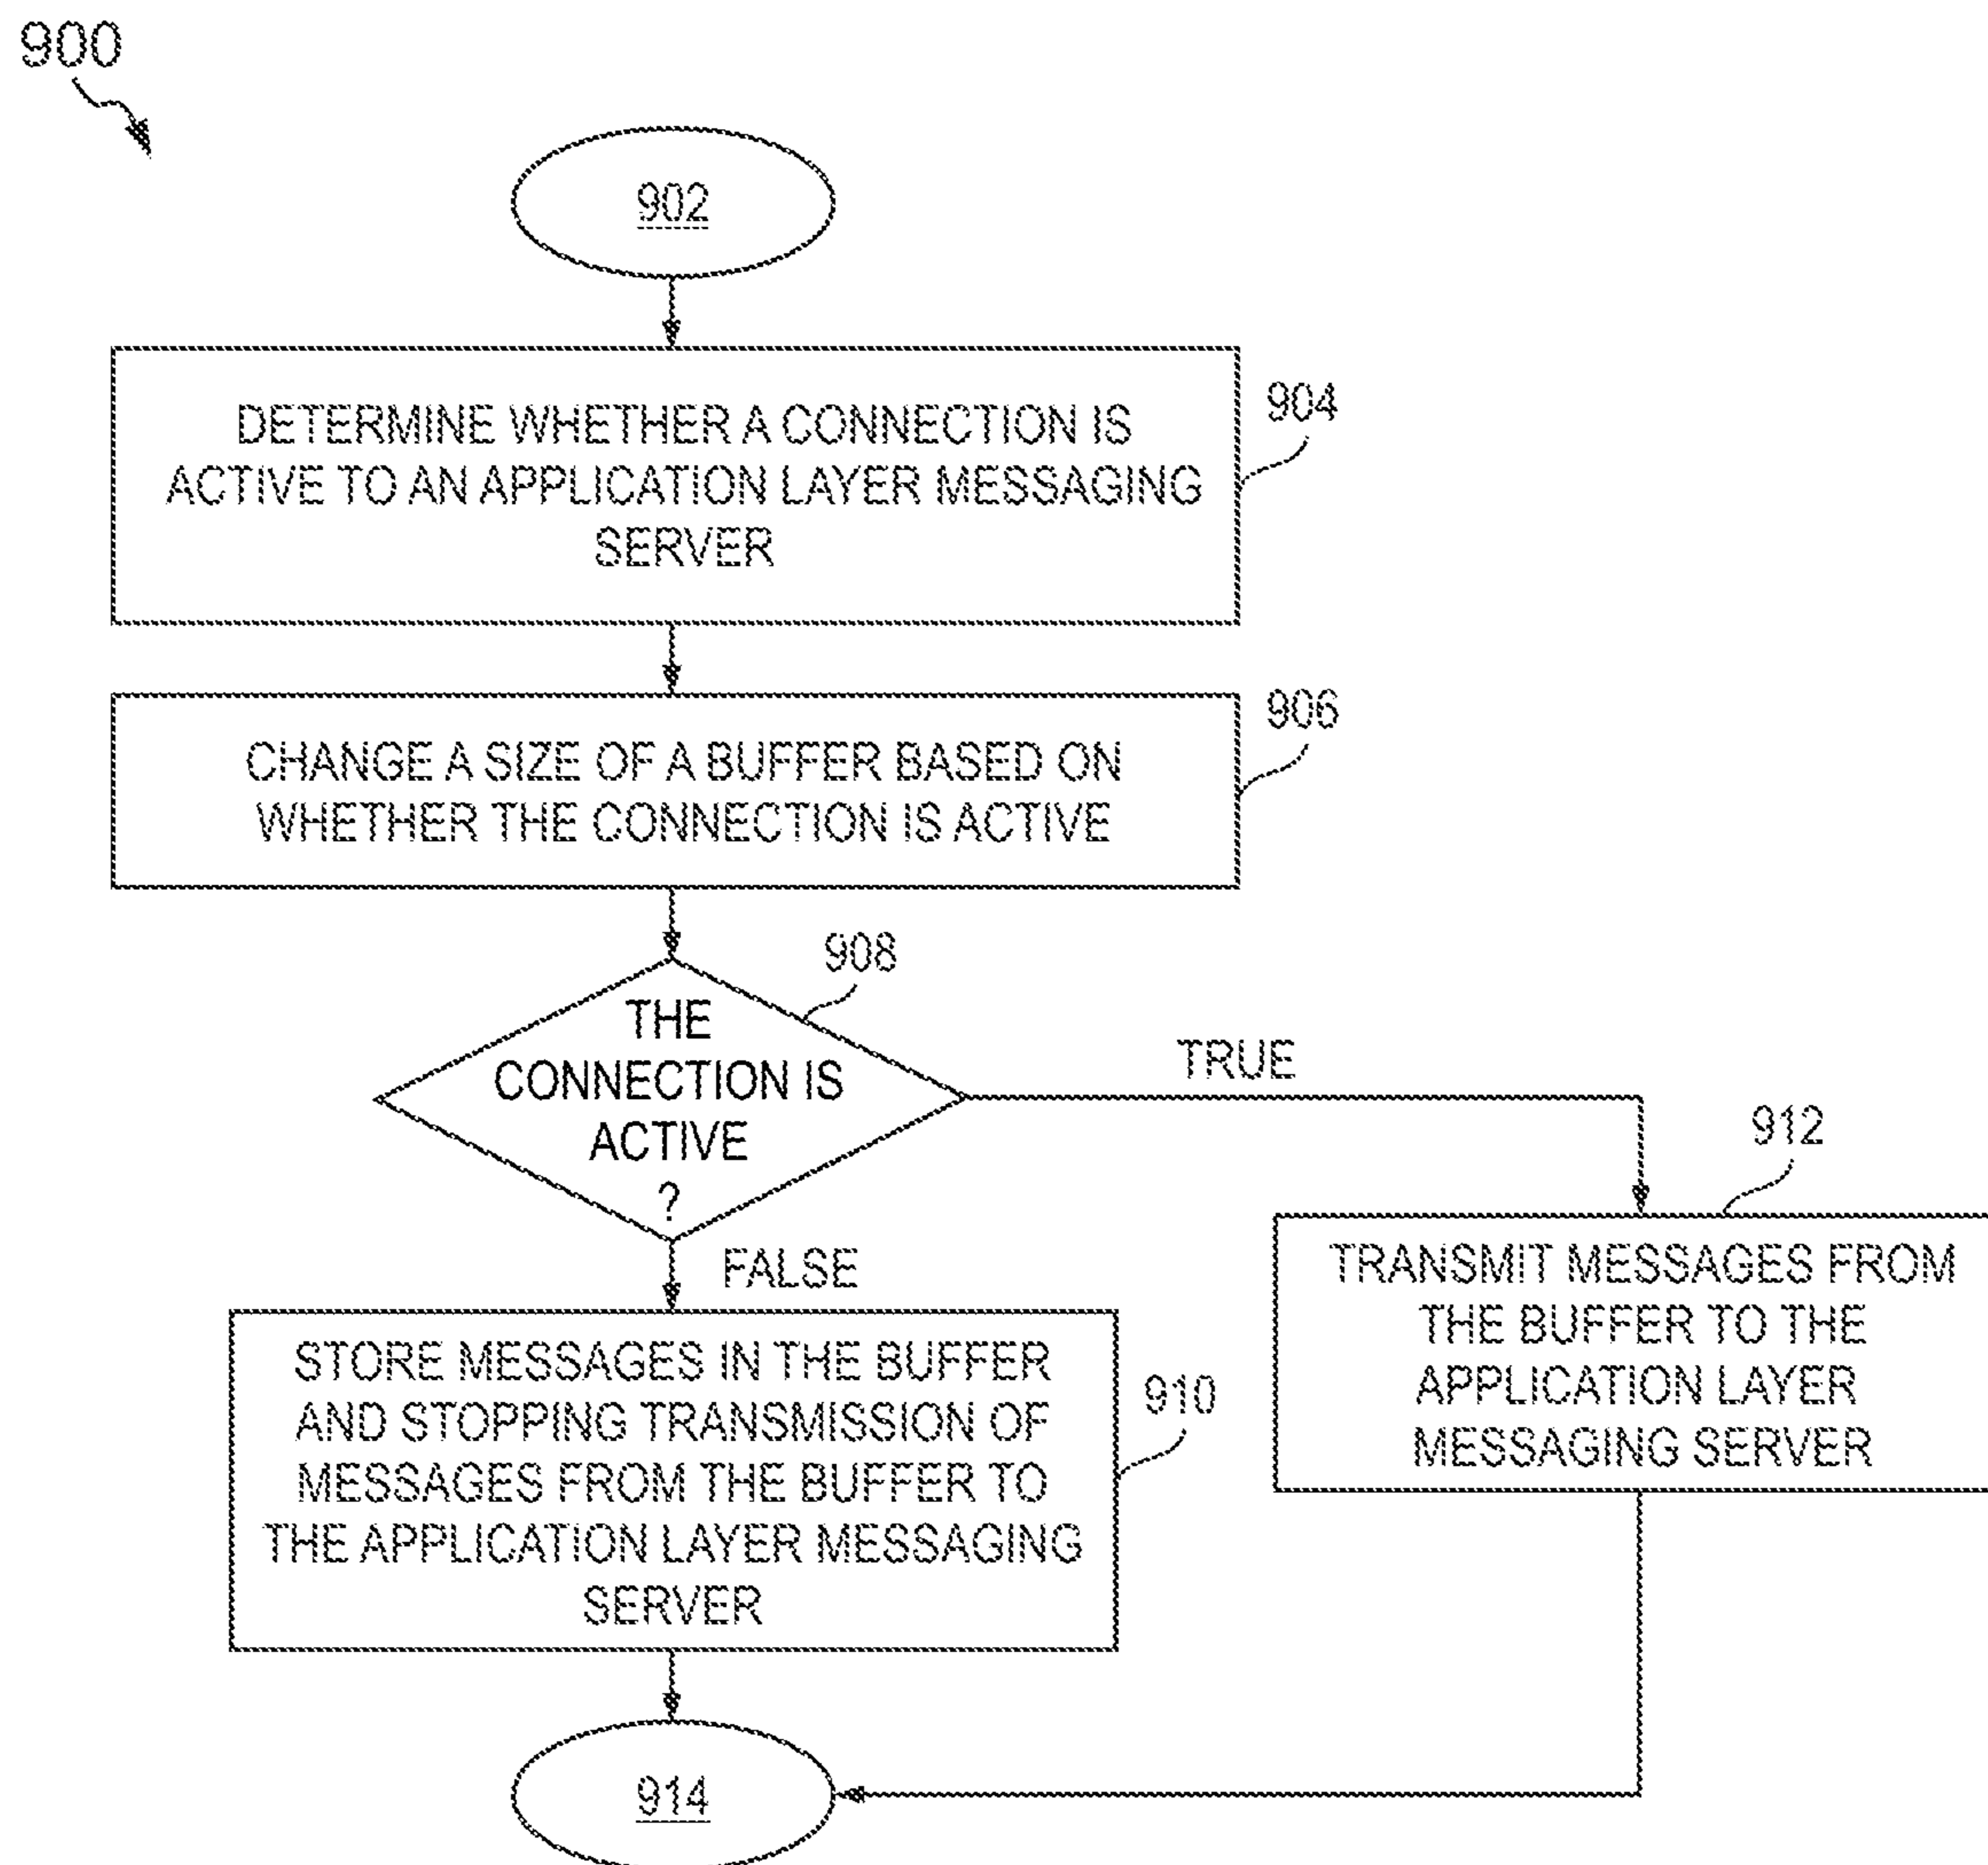 900
902
DETERMINE WHETHER A CONNECTION IS
ACTIVE TO AN APPLICATION LAYER MESSAGING
SERVER
904
CHANGE A SIZE OF A BUFFER BASED ON
WHETHER THE CONNECTION IS ACTIVE
906
908
THE
CONNECTION IS
ACTIVE
?
TRUE
FALSE
912
TRANSMIT MESSAGES FROM
THE BUFFER TO THE
APPLICATION LAYER
MESSAGING SERVER
STORE MESSAGES IN THE BUFFER
AND STOPPING TRANSMISSION OF
MESSAGES FROM THE BUFFER TO
THE APPLICATION LAYER MESSAGING
SERVER
910
914